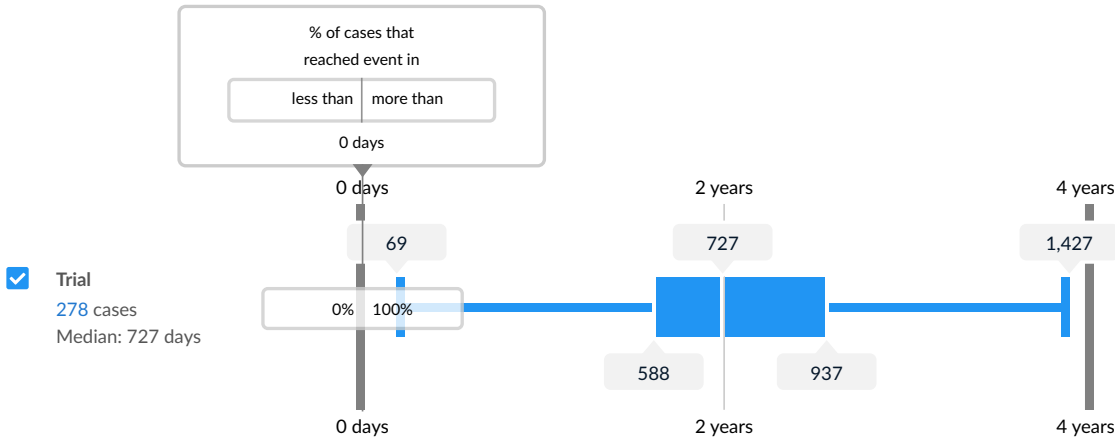 % of cases that
reached event in
less than more than
0 days
0 days 2 years 4 years
69 727 1,427
Trial
278 cases
Median: 727 days
0% 100%
588 937
0 days 2 years 4 years